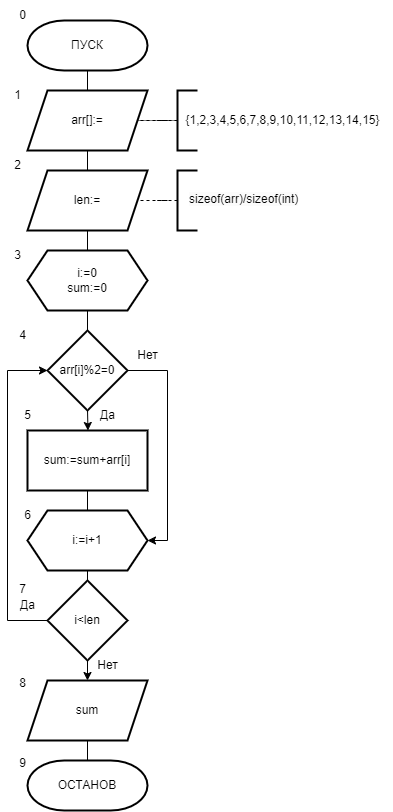 0
ПУСК
1
arr[]:=
{1,2,3,4,5,6,7,8,9,10,11,12,13,14,15}
2
len:=
sizeof(arr)/sizeof(int)
3
i:=0
sum:=0
4
Нет
arr[i]%2=0
5
Да
sum:=sum+arr[i]
6
i:=i+1
7
Да
i<len
Нет
8
sum
9
ОСТАНОВ